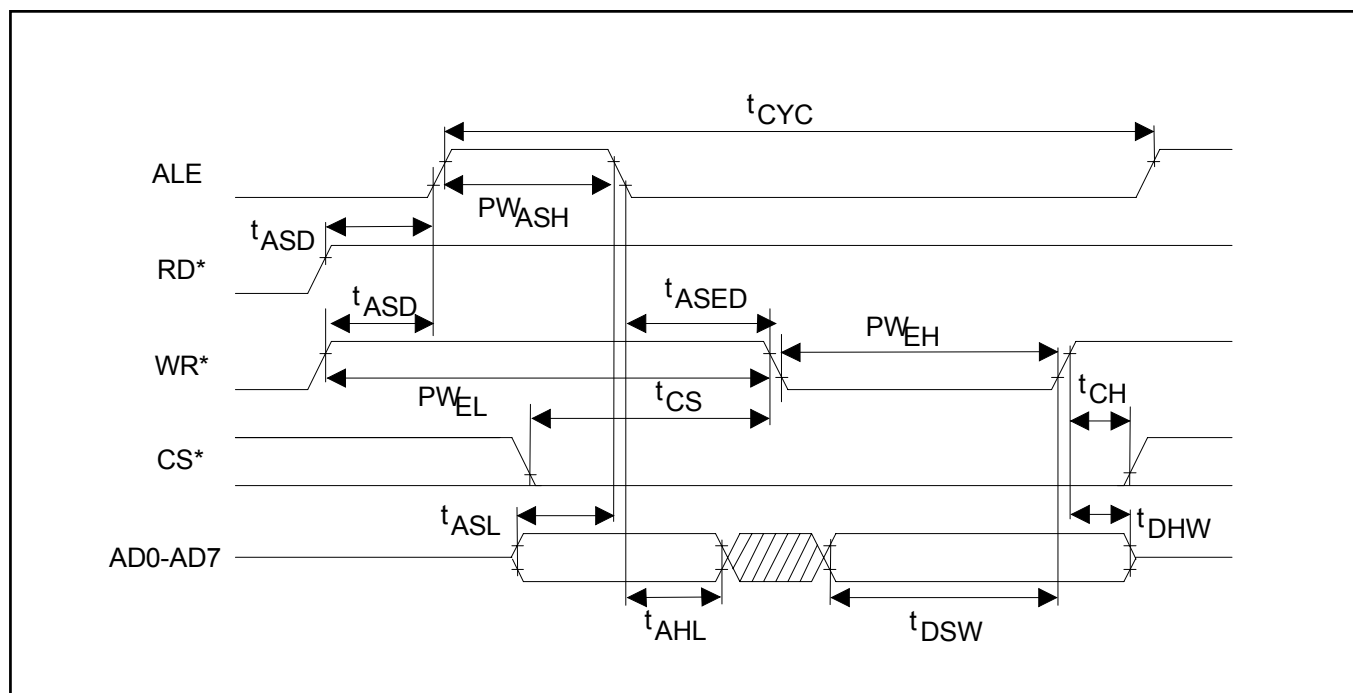 tCYC
ALE
PWASH
tASD
RD*
tASD
tASED
PWEH
WR*
PWEL
tCS
tCH
CS*
tASL
tDHW
AD0-AD7
tAHL
tDSW